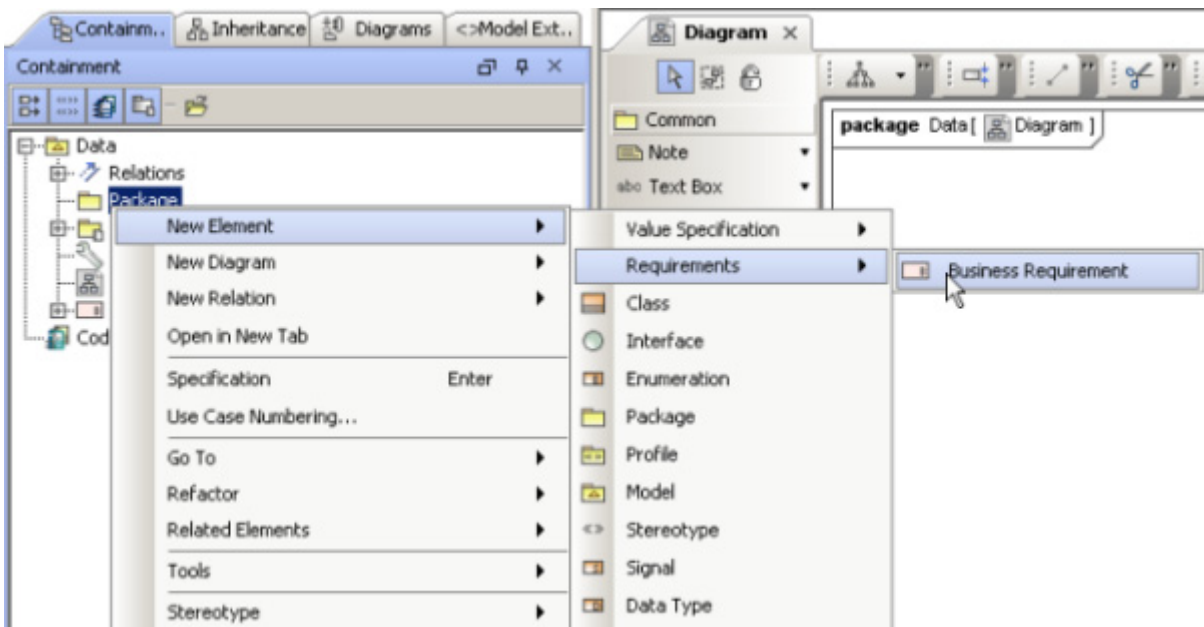 Containm..
Inheritance
Diagrams
<>Model Ext..
Containment
Data
Relations
Package
Cod
New Element
New Diagram
New Relation
Open in New Tab
Specification Enter
Use Case Numbering...
Go To
Refactor
Related Elements
Tools
Stereotype
Diagram
Common
Note
abc Text Box
package Data[ Diagram ]
Value Specification
Requirements
Class
Interface
Enumeration
Package
Profile
Model
Stereotype
Signal
Data Type
Business Requirement